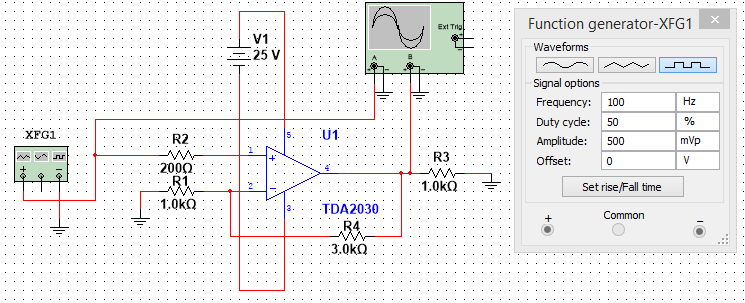 V1
25 V
Ext Trig
+
-
A
B
+
-
+
-
XFG1
+
-
R2
200Ω
R1
1.0kΩ
1
2
5
3
4
+
-
U1
TDA2030
R3
1.0kΩ
R4
3.0kΩ
Function generator-XFG1
Waveforms
Signal options
Frequency: 100 Hz
Duty cycle: 50 %
Amplitude: 500 mVp
Offset: 0 V
Set rise/Fall time
+ Common -